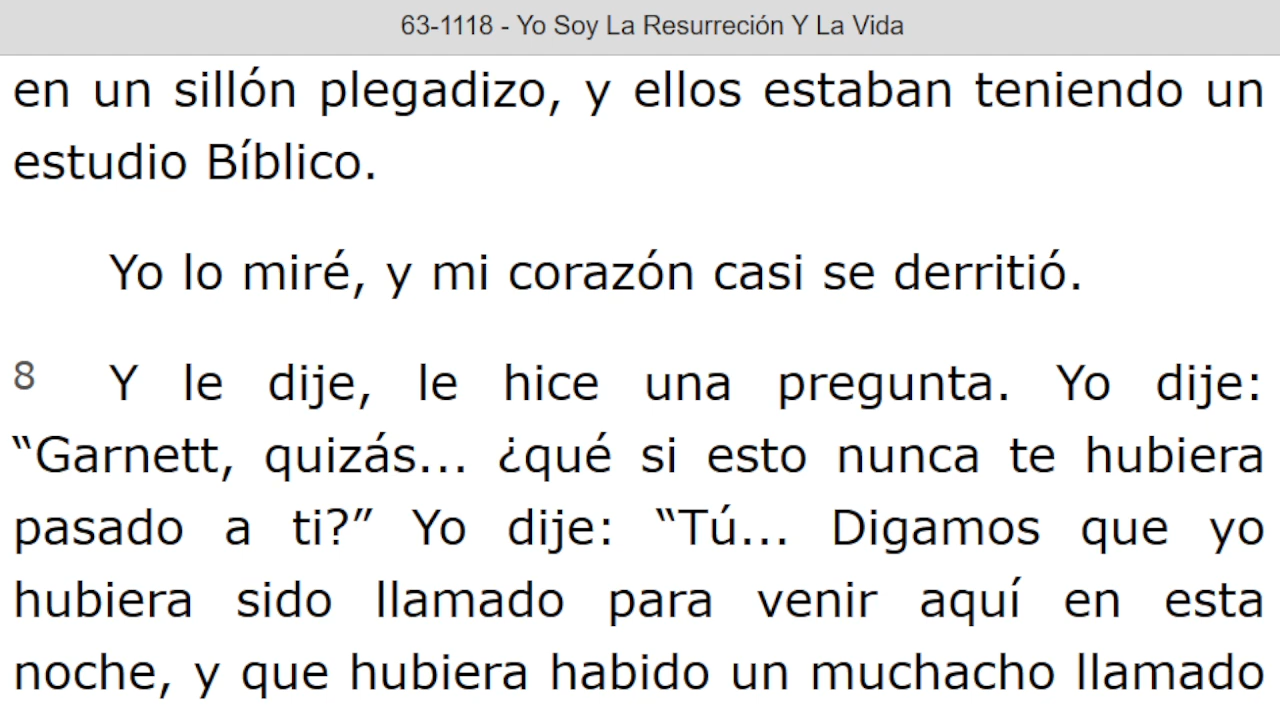 63-1118 - Yo Soy La Resurreción Y La Vida
en un sillón plegadizo, y ellos estaban teniendo un
estudio Bíblico.
Yo lo miré, y mi corazón casi se derritió.
8 Y le dije, le hice una pregunta. Yo dije:
“Garnett, quizás... ¿qué si esto nunca te hubiera
pasado a ti?” Yo dije: “Tú... Digamos que yo
hubiera sido llamado para venir aquí en esta
noche, y que hubiera habido un muchacho llamado